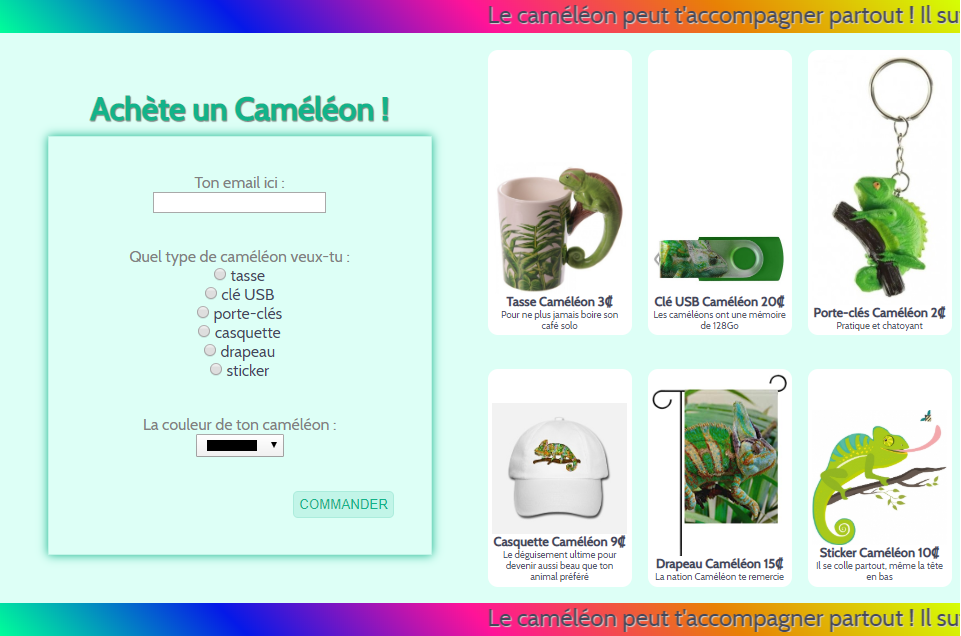 Le caméléon peut t'accompagner partout ! Il su
Achète un Caméléon !
Ton email ici :
Quel type de caméléon veux-tu :
tasse
clé USB
porte-clés
casquette
drapeau
sticker
La couleur de ton caméléon :
COMMANDER
Tasse Caméléon 3₡
Pour ne plus jamais boire son
café solo
Clé USB Caméléon 20₡
Les caméléons ont une mémoire
de 128Go
Porte-clés Caméléon 2₡
Pratique et chatoyant
Casquette Caméléon 9₡
Le déguisement ultime pour
devenir aussi beau que ton
animal préféré
Drapeau Caméléon 15₡
La nation Caméléon te remercie
Sticker Caméléon 10₡
Il se colle partout, même la tête
en bas
Le caméléon peut t'accompagner partout ! Il su